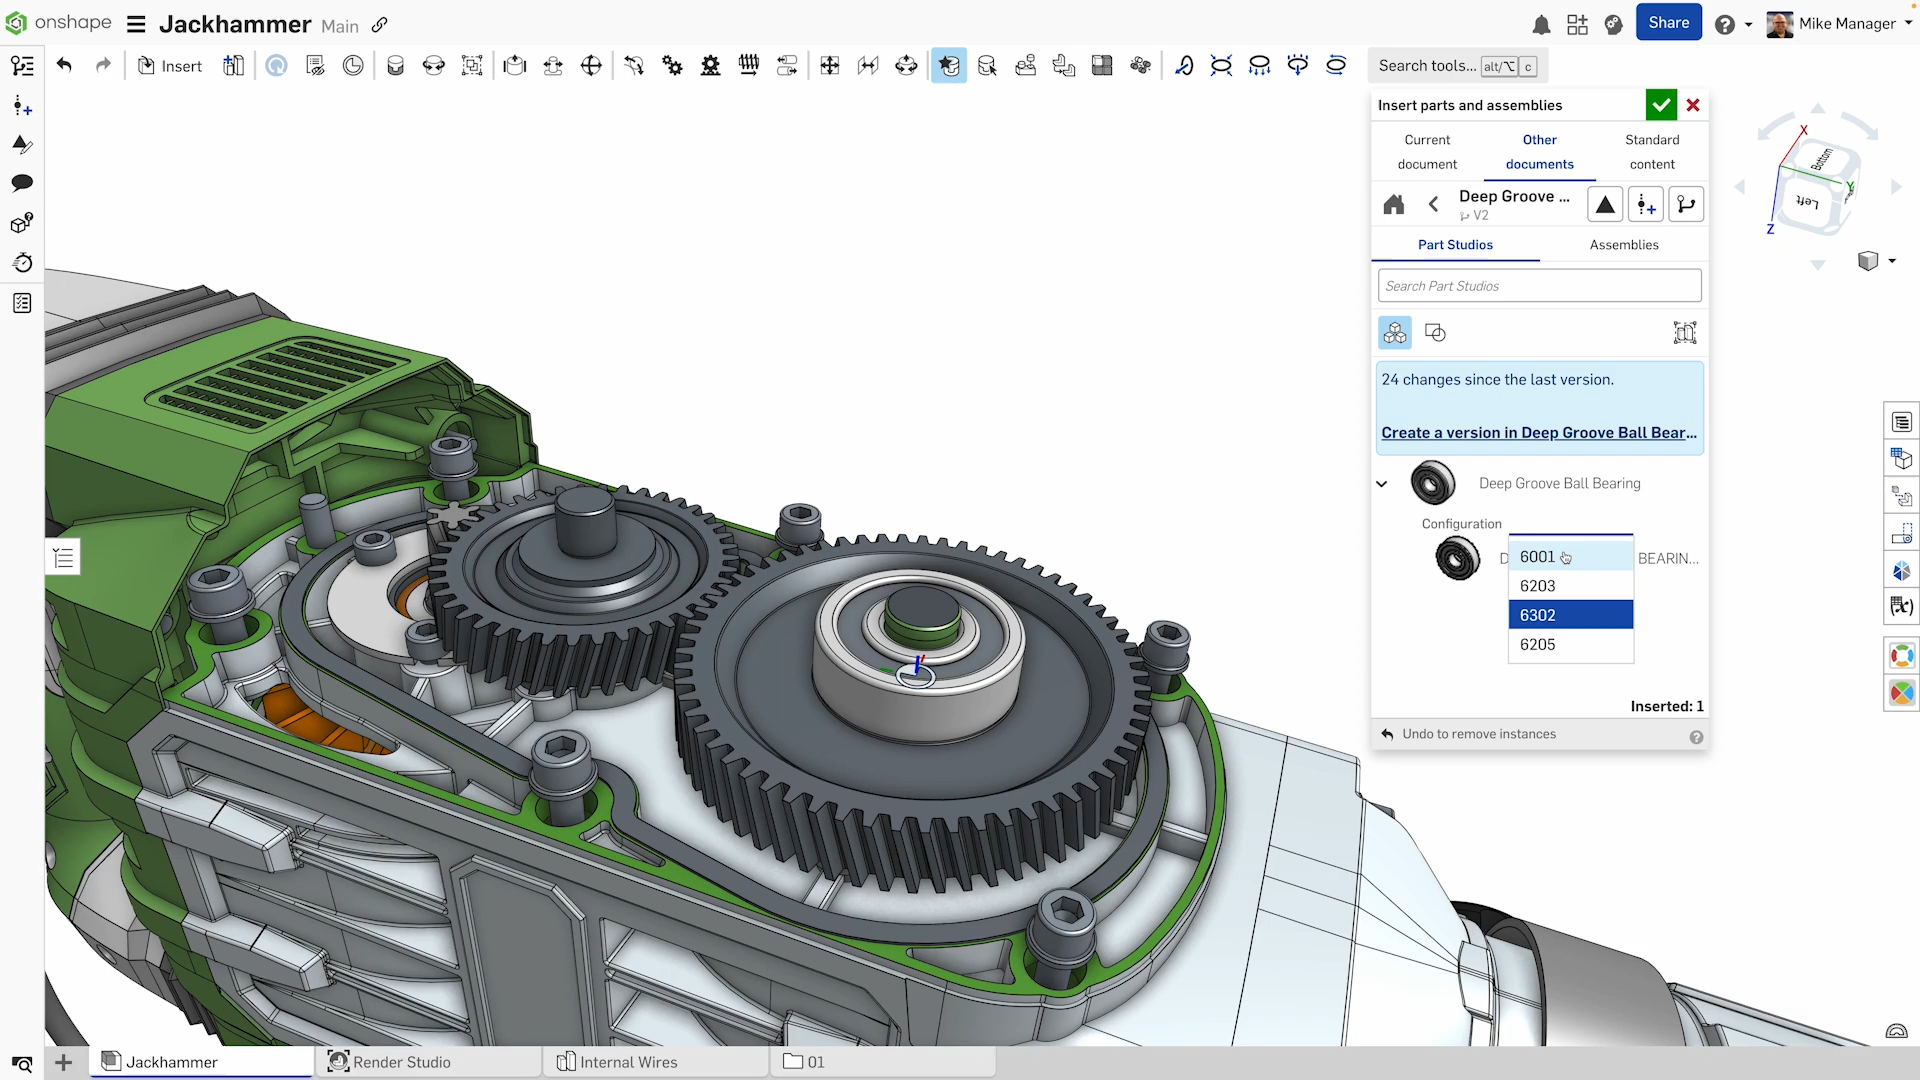 onshape
Jackhammer Main
Share
Mike Manager
Insert
Search tools... alt/⌥ c
Insert parts and assemblies
Current document
Other documents
Standard content
Deep Groove ...
V2
Part Studios
Assemblies
Search Part Studios
24 changes since the last version.
Create a version in Deep Groove Ball Bear...
Deep Groove Ball Bearing
Configuration
D
6001
BEARIN...
6203
6302
6205
Inserted: 1
Undo to remove instances
X
Y
Z
Bottom
Left
Jackhammer
Render Studio
Internal Wires
01